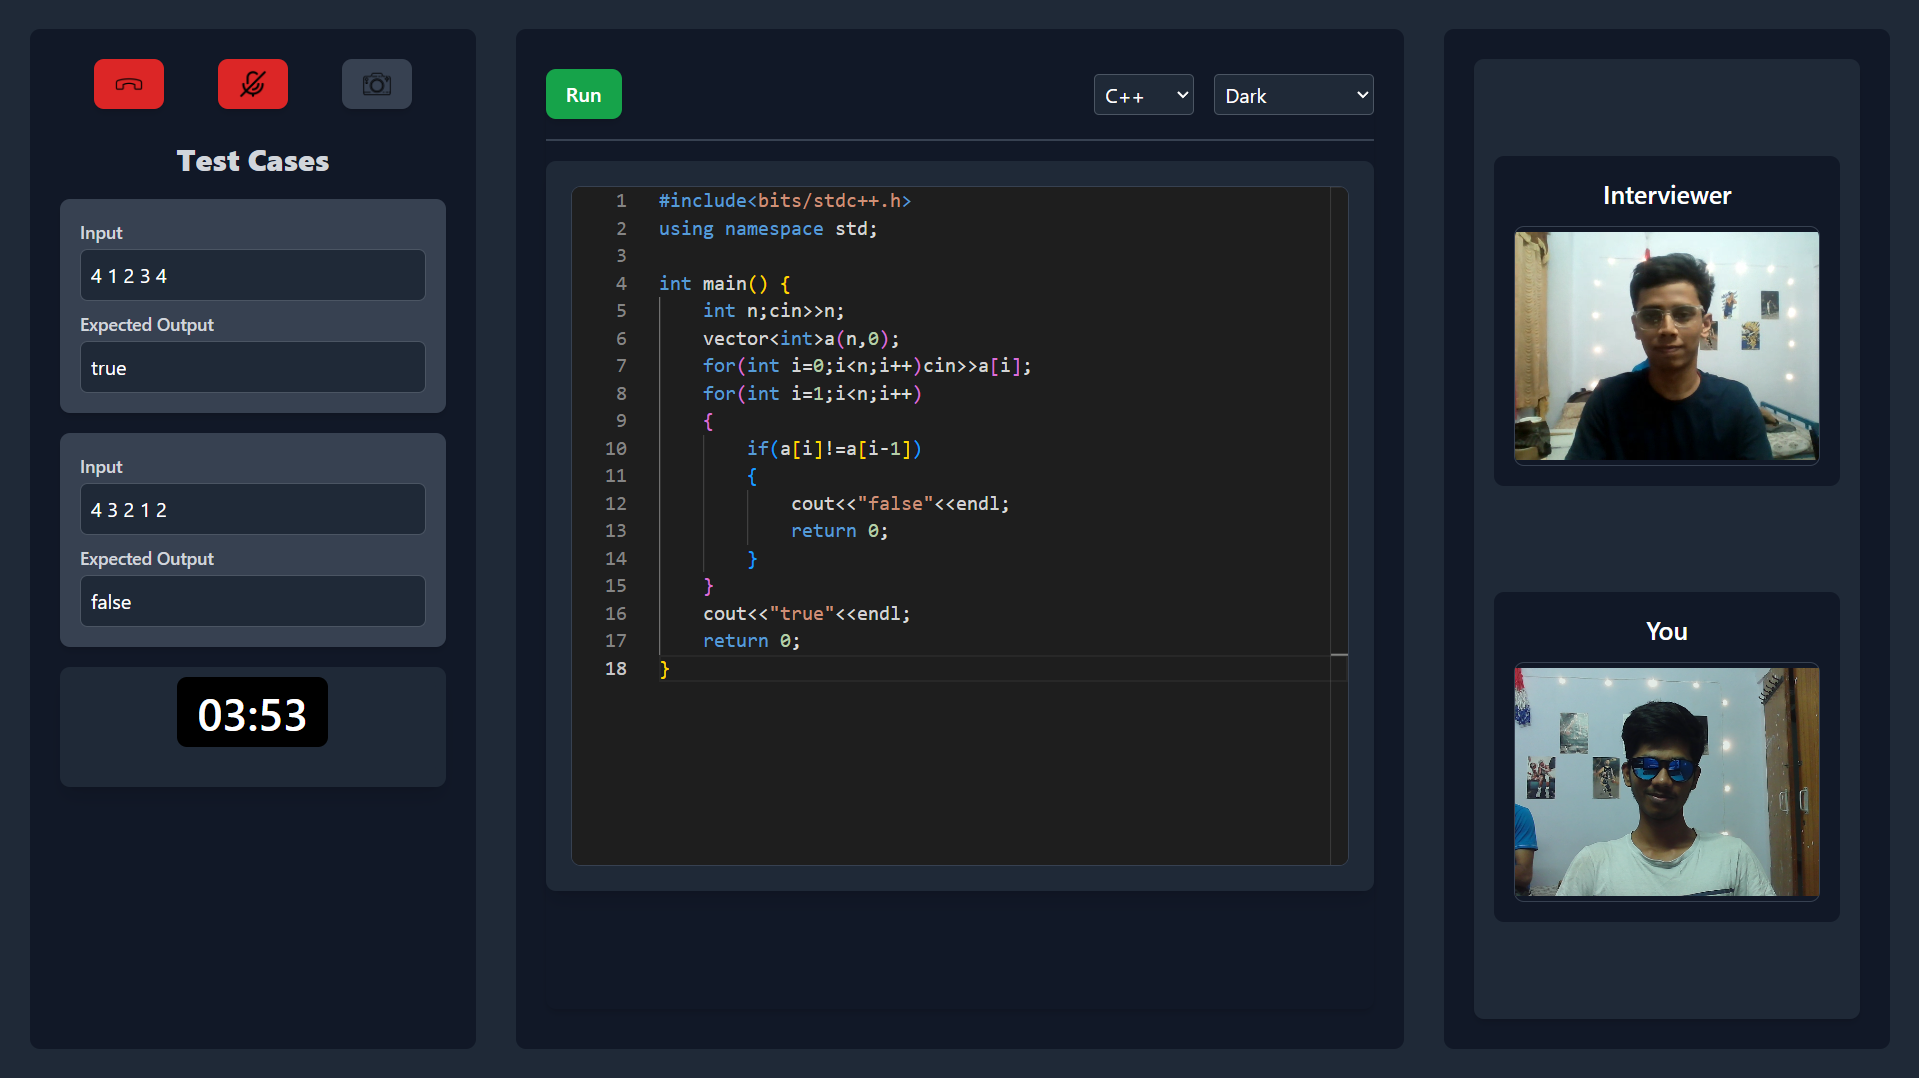 Test Cases
Input
4 1 2 3 4
Expected Output
true
Input
4 3 2 1 2
Expected Output
false
03:53
Run
C++
Dark
1 #include<bits/stdc++.h>
2 using namespace std;
3
4 int main() {
5     int n;cin>>n;
6     vector<int>a(n,0);
7     for(int i=0;i<n;i++)cin>>a[i];
8     for(int i=1;i<n;i++)
9     {
10         if(a[i]!=a[i-1])
11         {
12             cout<<"false"<<endl;
13             return 0;
14         }
15     }
16     cout<<"true"<<endl;
17     return 0;
18 }
Interviewer
You